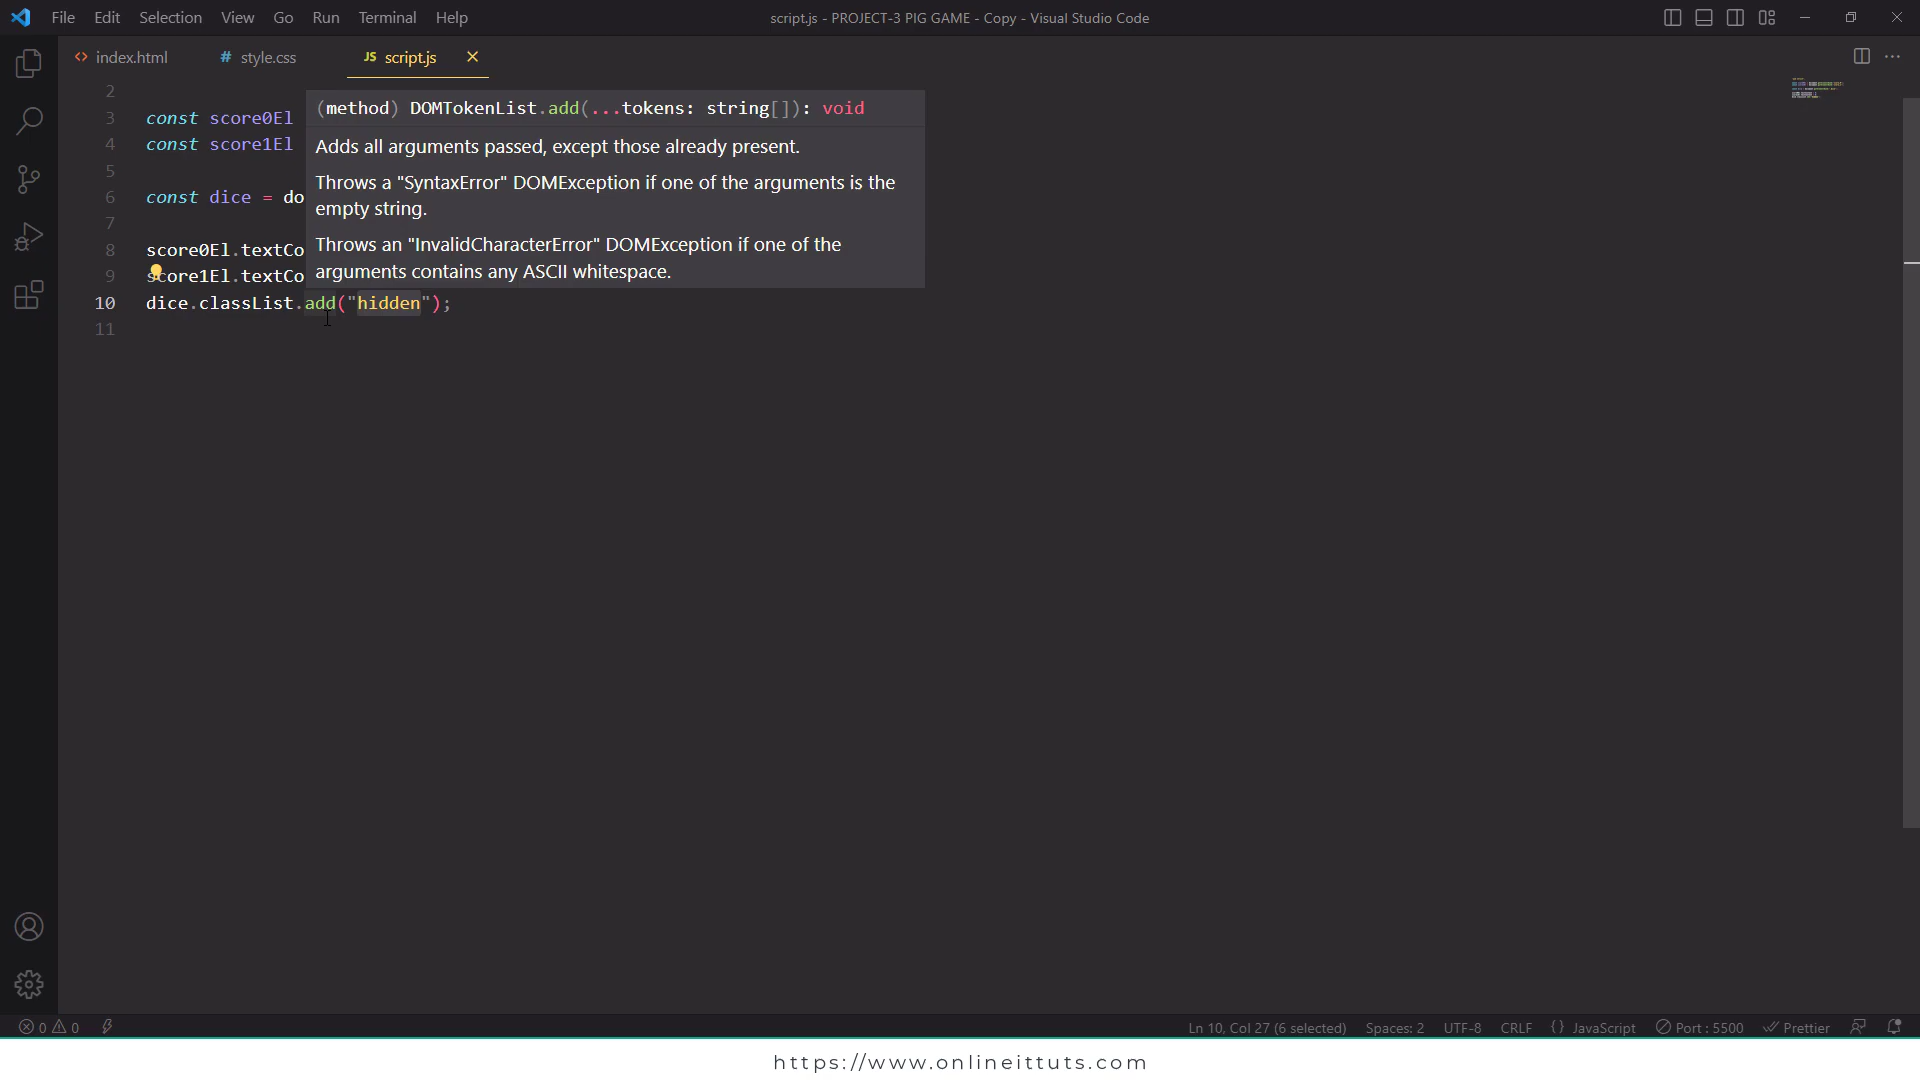 File Edit Selection View Go Run Terminal Help
script.js - PROJECT-3 PIG GAME - Copy - Visual Studio Code
<> index.html # style.css JS script.js
2
3 const score0El
4 const score1El
5
6 const dice = do
7
8 score0El.textCo
9 score1El.textCo
10 dice.classList.add("hidden");
11
(method) DOMTokenList.add(...tokens: string[]): void
Adds all arguments passed, except those already present.
Throws a "SyntaxError" DOMException if one of the arguments is the
empty string.
Throws an "InvalidCharacterError" DOMException if one of the
arguments contains any ASCII whitespace.
0 0 Ln 10, Col 27 (6 selected) Spaces: 2 UTF-8 CRLF {} JavaScript Port : 5500 Prettier
https://www.onlineittuts.com